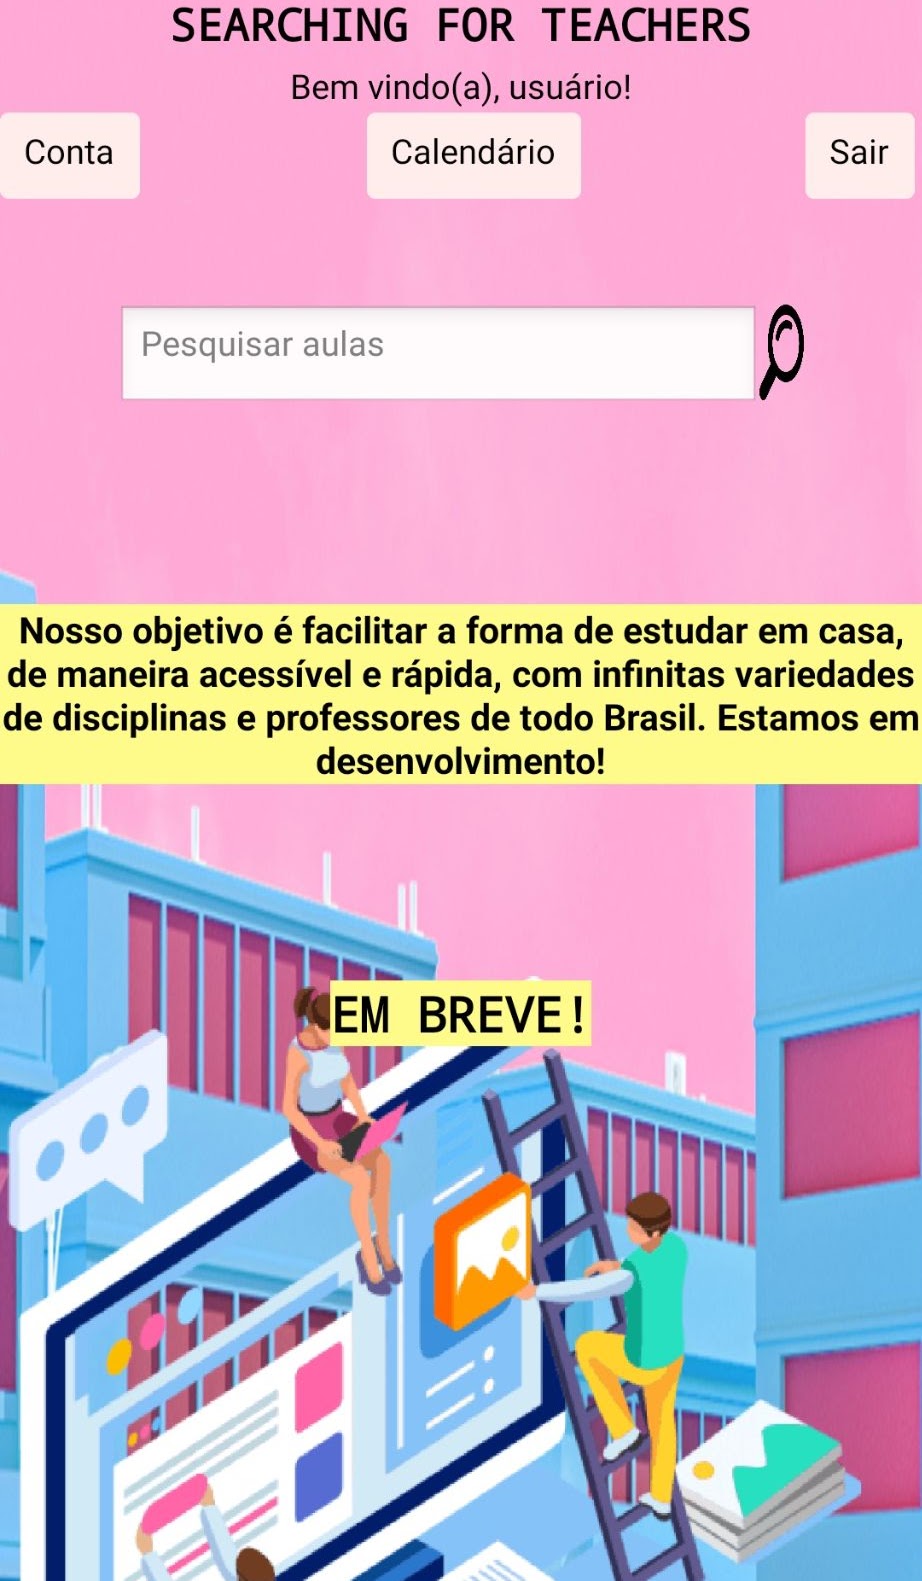 SEARCHING FOR TEACHERS
Bem vindo(a), usuário!
Conta
Calendário
Sair
Pesquisar aulas
Nosso objetivo é facilitar a forma de estudar em casa,
de maneira acessível e rápida, com infinitas variedades
de disciplinas e professores de todo Brasil. Estamos em
desenvolvimento!
EM BREVE!